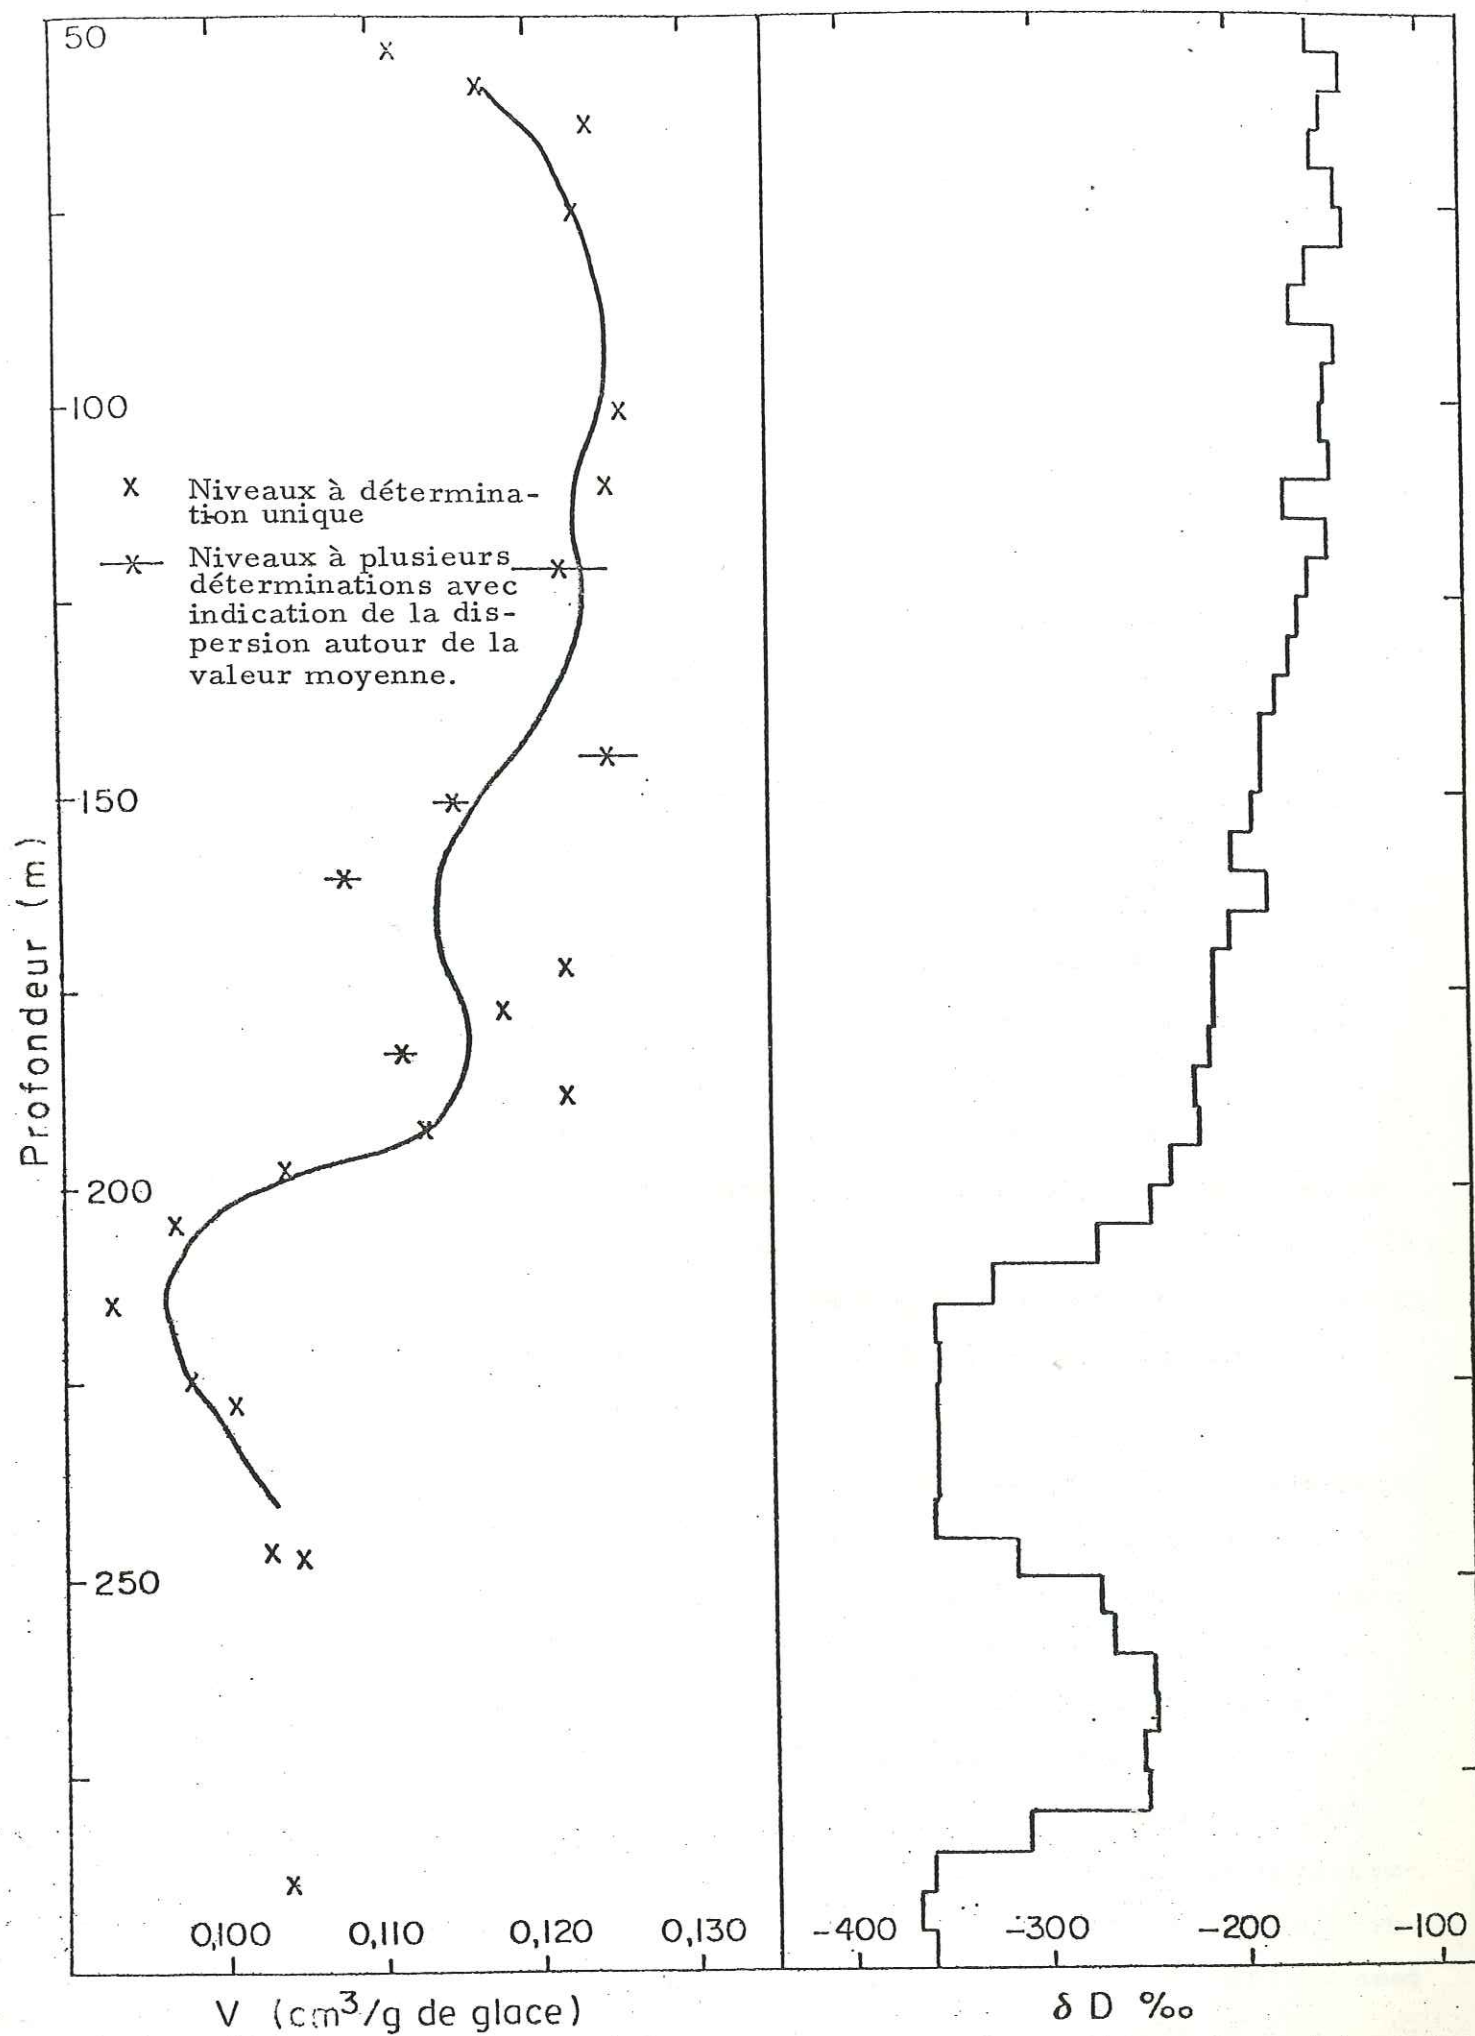 50
100
X Niveaux à détermina-
tion unique
X Niveaux à plusieurs
déterminations avec
indication de la dis-
persion autour de la
valeur moyenne.
150
Profondeur (m)
200
250
0,100 0,110 0,120 0,130
-400 -300 -200 -100
V (cm³/g de glace)
δ D ‰